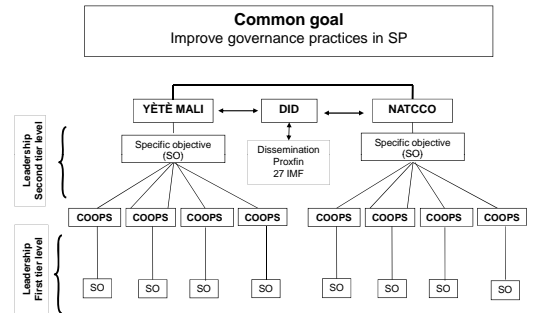 Common goal
Improve governance practices in SP
YÈTÈ MALI
DID
NATCCO
Leadership
Second tier level
Specific objective
(SO)
Dissemination
Proxfin
27 IMF
Specific objective
(SO)
COOPS
COOPS
COOPS
COOPS
COOPS
COOPS
COOPS
COOPS
Leadership
First tier level
SO
SO
SO
SO
SO
SO
SO
SO